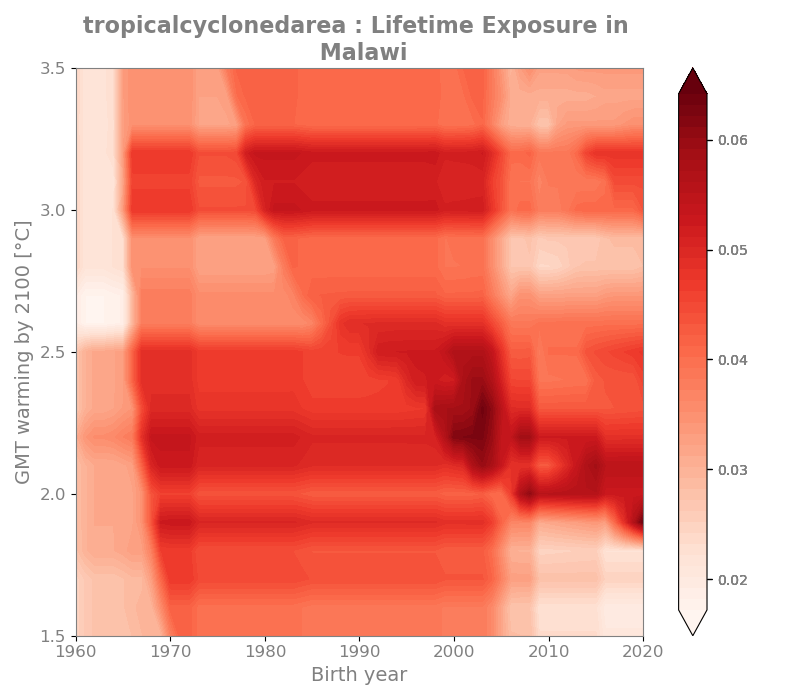 tropicalcyclonedarea : Lifetime Exposure in
Malawi
GMT warming by 2100 [°C]
3.5
3.0
2.5
2.0
1.5
1960 1970 1980 1990 2000 2010 2020
Birth year
0.06
0.05
0.04
0.03
0.02